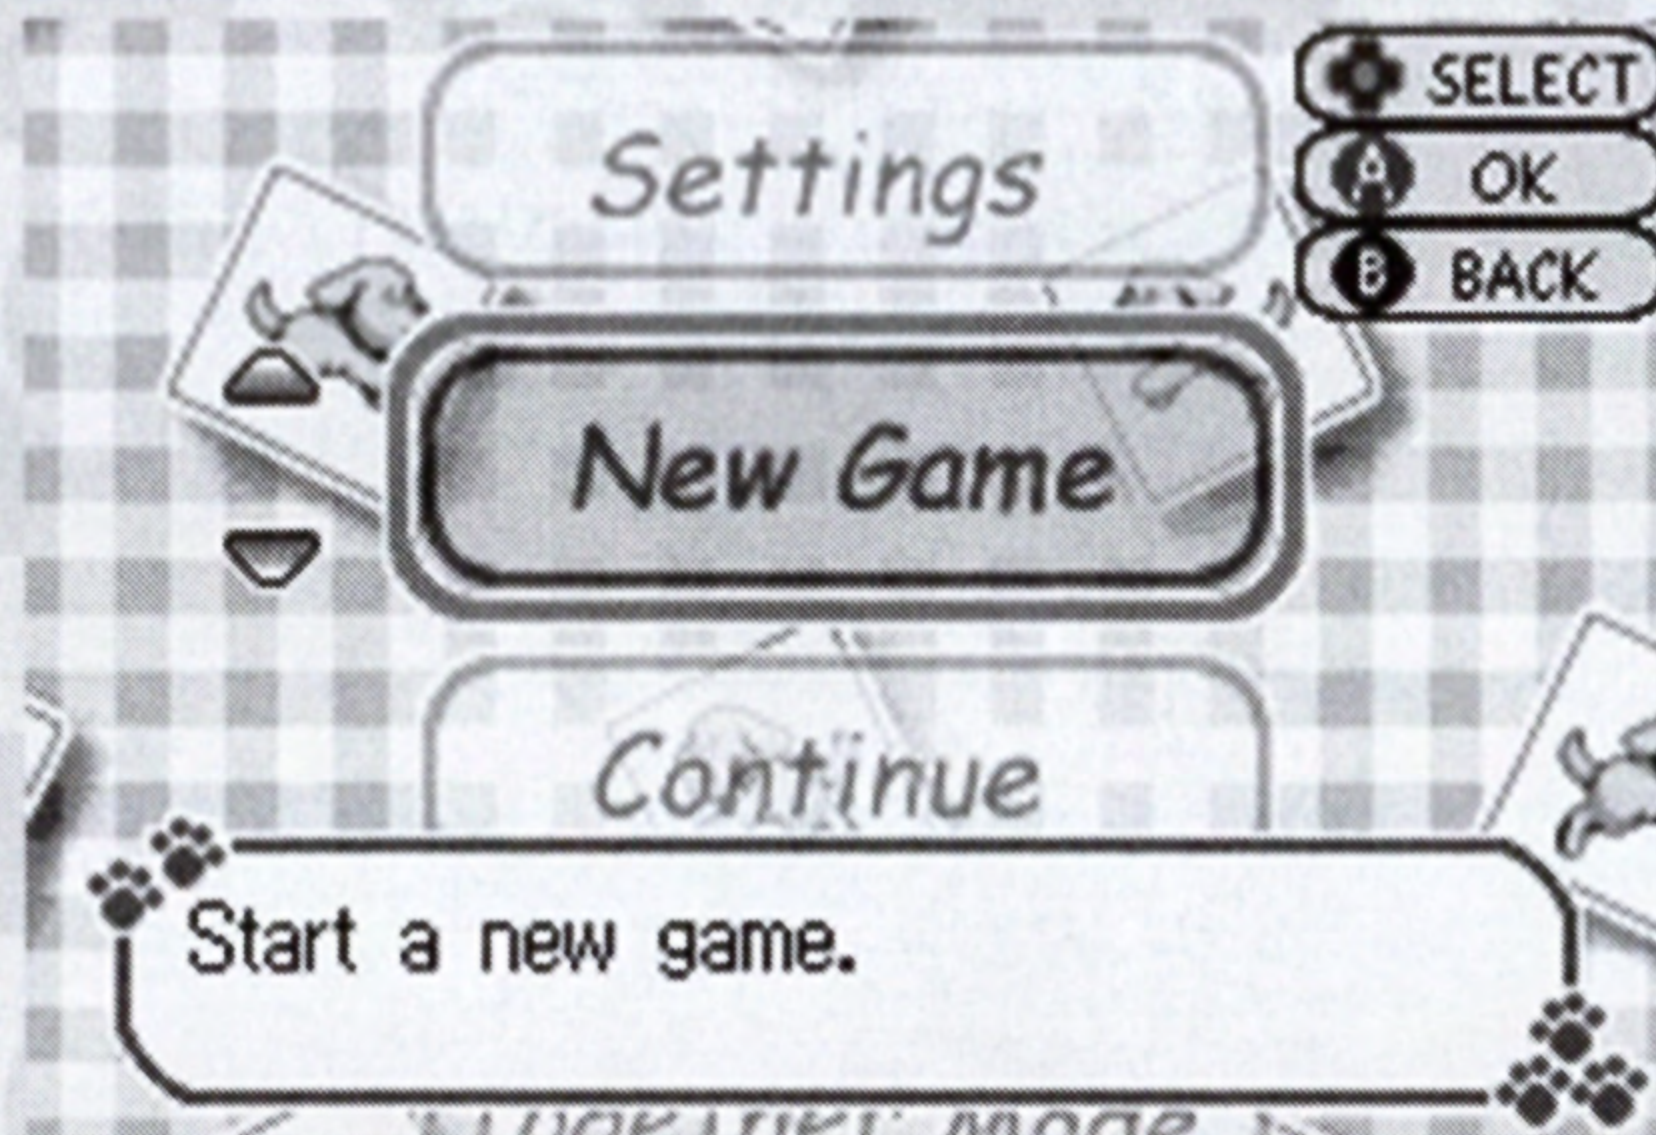 Settings
SELECT
A OK
B BACK
New Game
Continue
Start a new game.